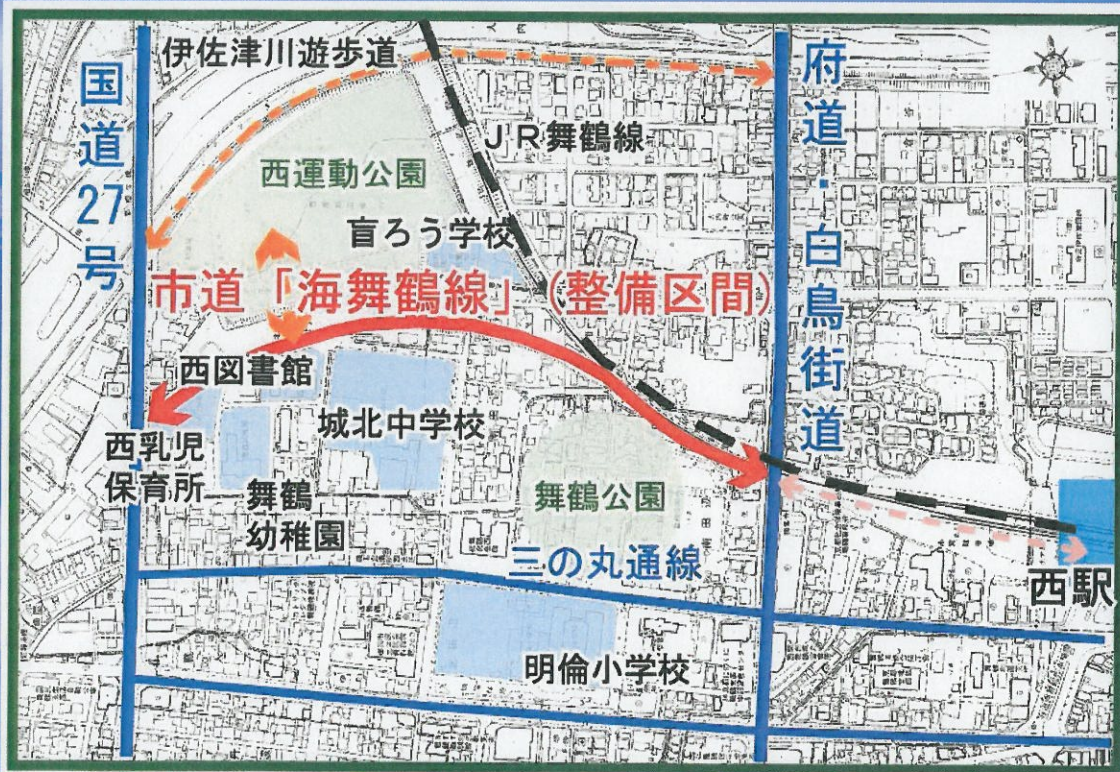 伊佐津川遊歩道
国道27号
府道・白鳥街道
JR舞鶴線
西運動公園
盲ろう学校
市道「海舞鶴線」(整備区間)
西図書館
城北中学校
西乳児
保育所
舞鶴
幼稚園
舞鶴公園
三の丸通線
西駅
明倫小学校